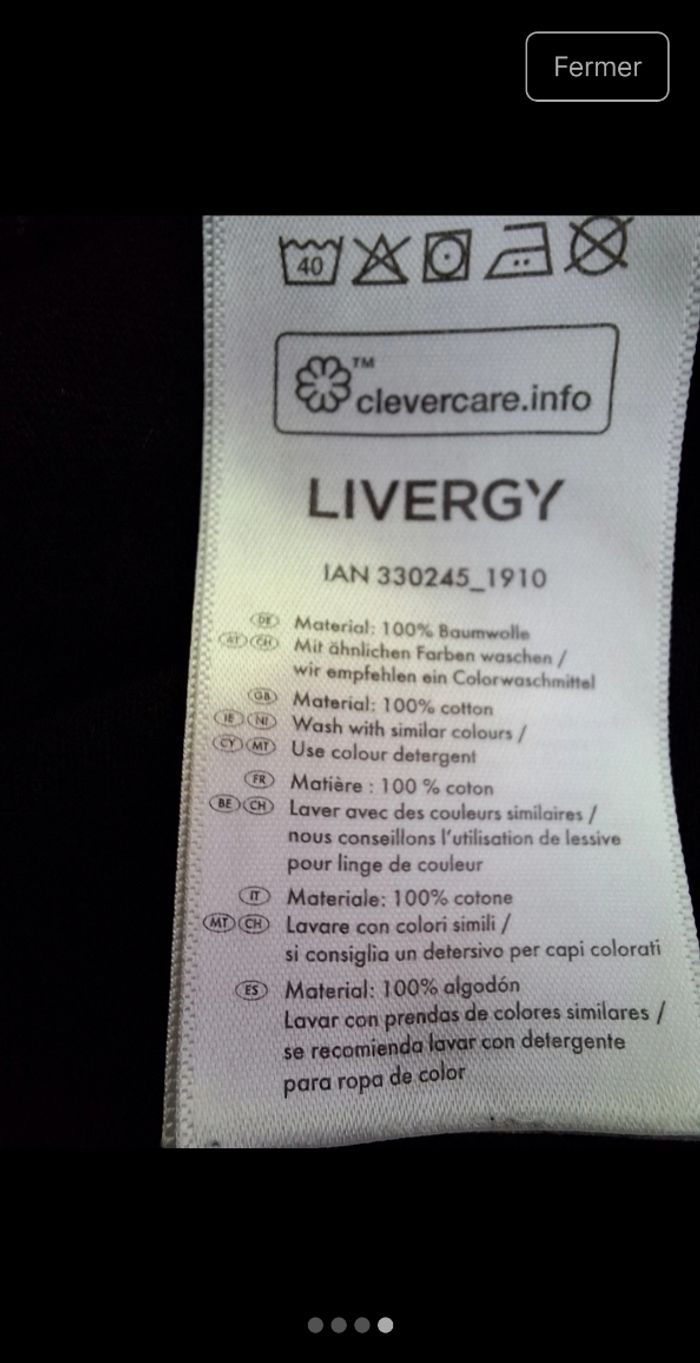 Fermer
40
TM
clevercare.info
LIVERGY
IAN 330245_1910
DE Material: 100% Baumwolle
AT CH Mit ähnlichen Farben waschen /
wir empfehlen ein Colorwaschmittel
GB Material: 100% cotton
IE NI Wash with similar colours /
CY MT Use colour detergent
FR Matière : 100 % coton
BE CH Laver avec des couleurs similaires /
nous conseillons l'utilisation de lessive
pour linge de couleur
IT Materiale: 100% cotone
MT CH Lavare con colori simili /
si consiglia un detersivo per capi colorati
ES Material: 100% algodón
Lavar con prendas de colores similares /
se recomienda lavar con detergente
para ropa de color